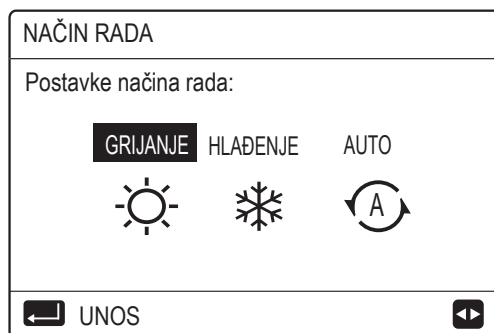 NAČIN RADA
Postavke načina rada:
GRIJANJE HLAĐENJE AUTO
A
UNOS